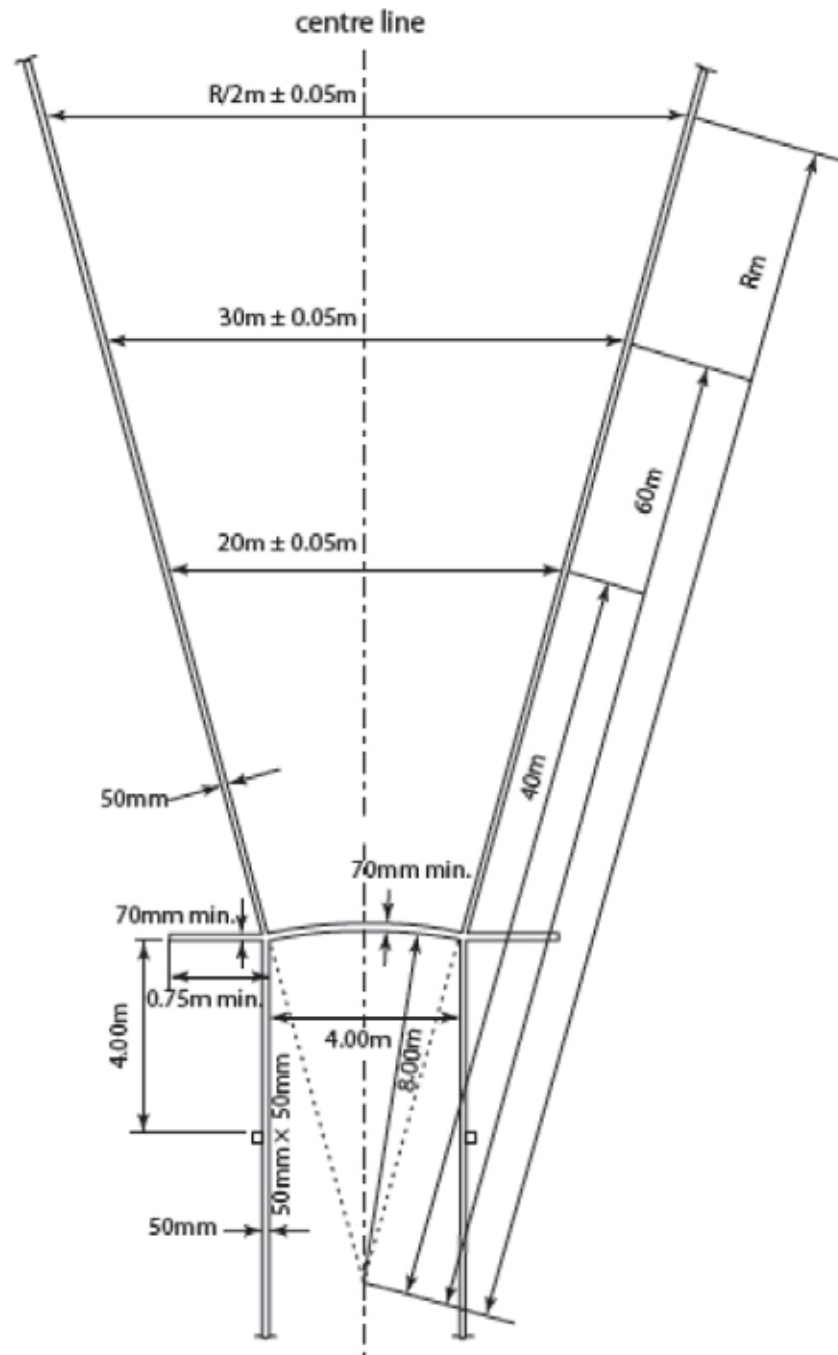 centre line
R/2m ± 0.05m
Rm
30m ± 0.05m
60m
20m ± 0.05m
40m
50mm
70mm min.
70mm min.
0.75m min.
4.00m
4.00m
8.00m
50mm × 50mm
50mm